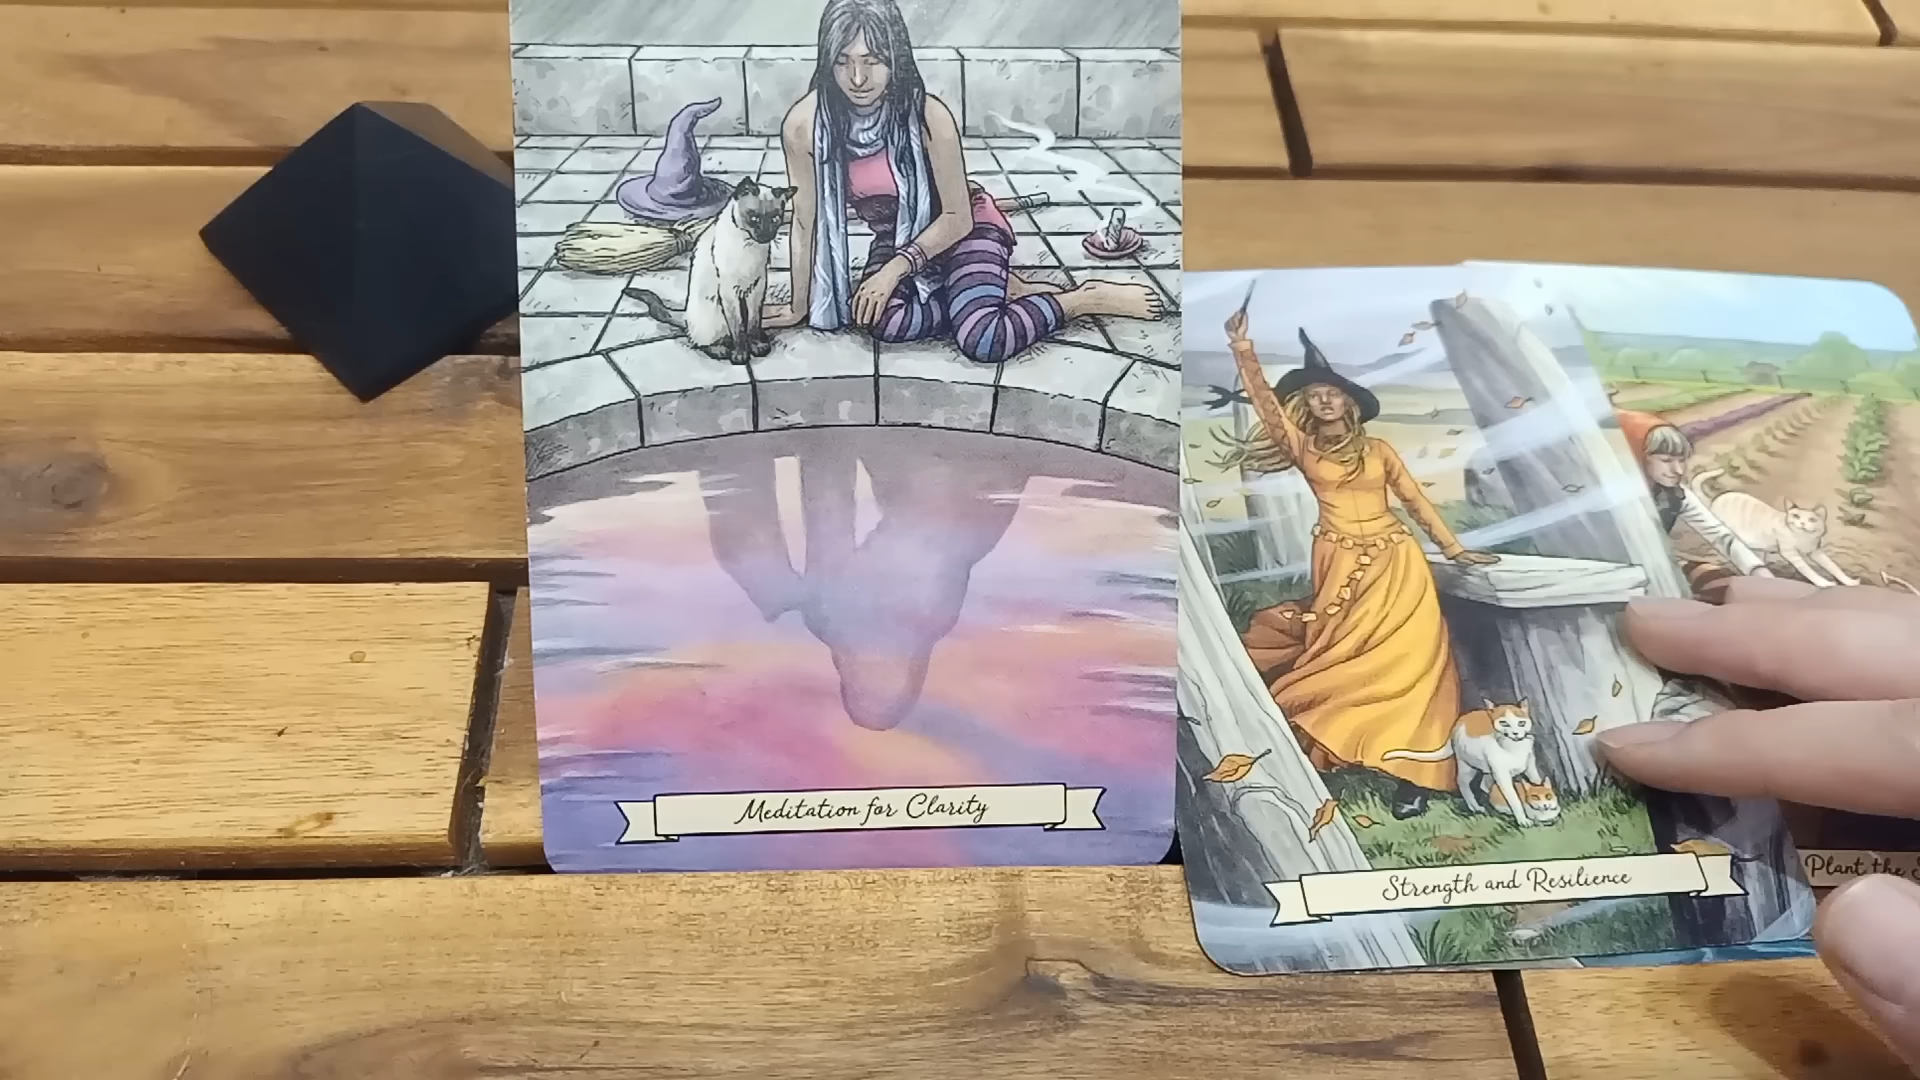 Meditation for Clarity
Strength and Resilience
Plant the